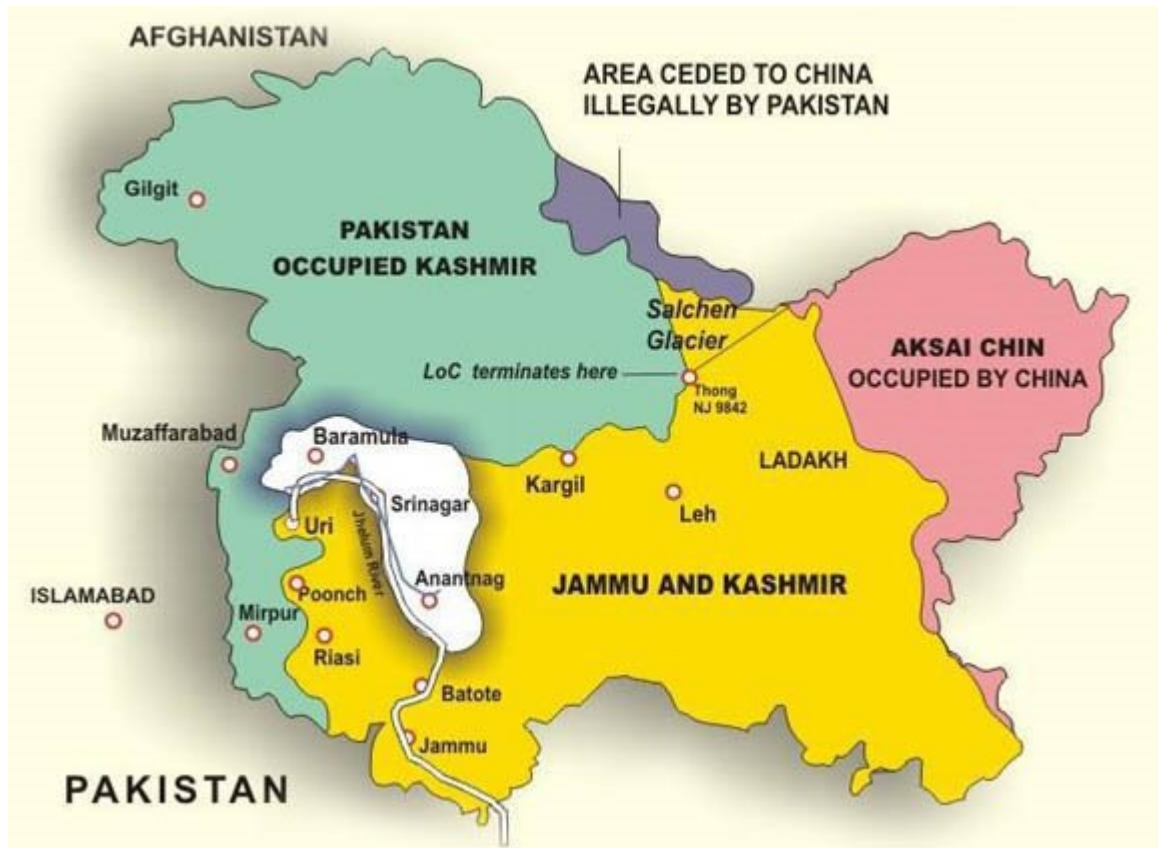 AFGHANISTAN
AREA CEDED TO CHINA
ILLEGALLY BY PAKISTAN
Gilgit
PAKISTAN
OCCUPIED KASHMIR
Salchen
Glacier
AKSAI CHIN
OCCUPIED BY CHINA
LoC terminates here
Thong
NJ 9842
Muzaffarabad
Baramula
LADAKH
Kargil
Srinagar
Leh
Uri
Jhelum River
Anantnag
JAMMU AND KASHMIR
Poonch
ISLAMABAD
Mirpur
Riasi
Batote
Jammu
PAKISTAN